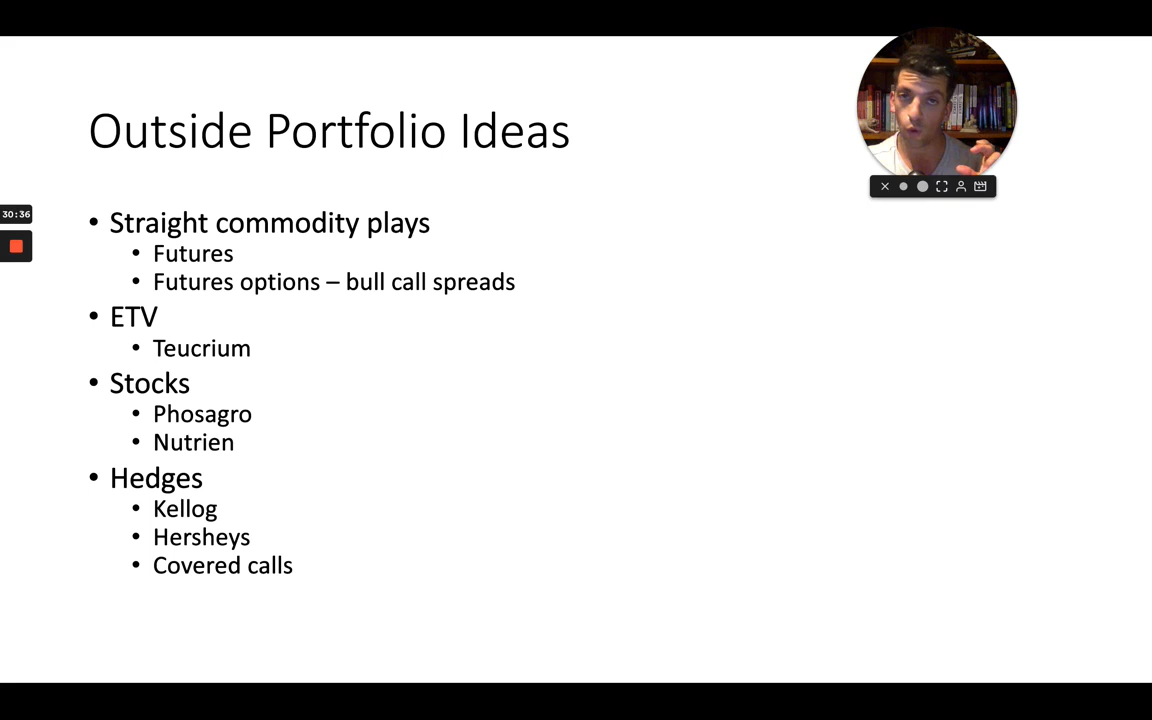 Outside Portfolio Ideas
30:36
• Straight commodity plays
• Futures
• Futures options – bull call spreads
• ETV
• Teucrium
• Stocks
• Phosagro
• Nutrien
• Hedges
• Kellog
• Hersheys
• Covered calls